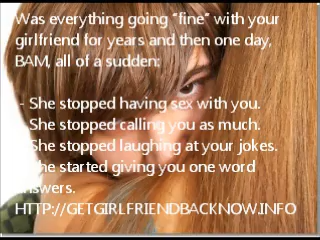 Was everything going "fine" with your
girlfriend for years and then one day,
BAM, all of a sudden:
- She stopped having sex with you.
- She stopped calling you as much.
She stopped laughing at your jokes.
She started giving you one word
answers.
HTTP://GETGIRLFRIENDBACKNOW.INFO